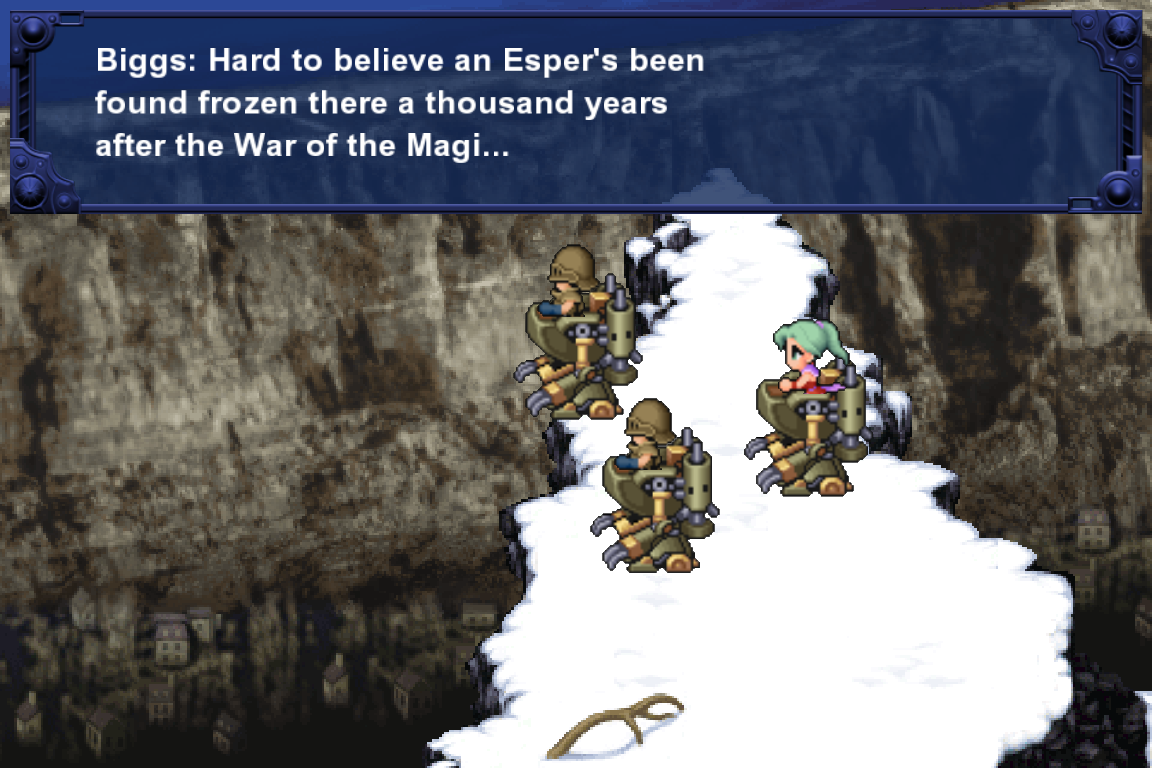 Biggs: Hard to believe an Esper's been
found frozen there a thousand years
after the War of the Magi...